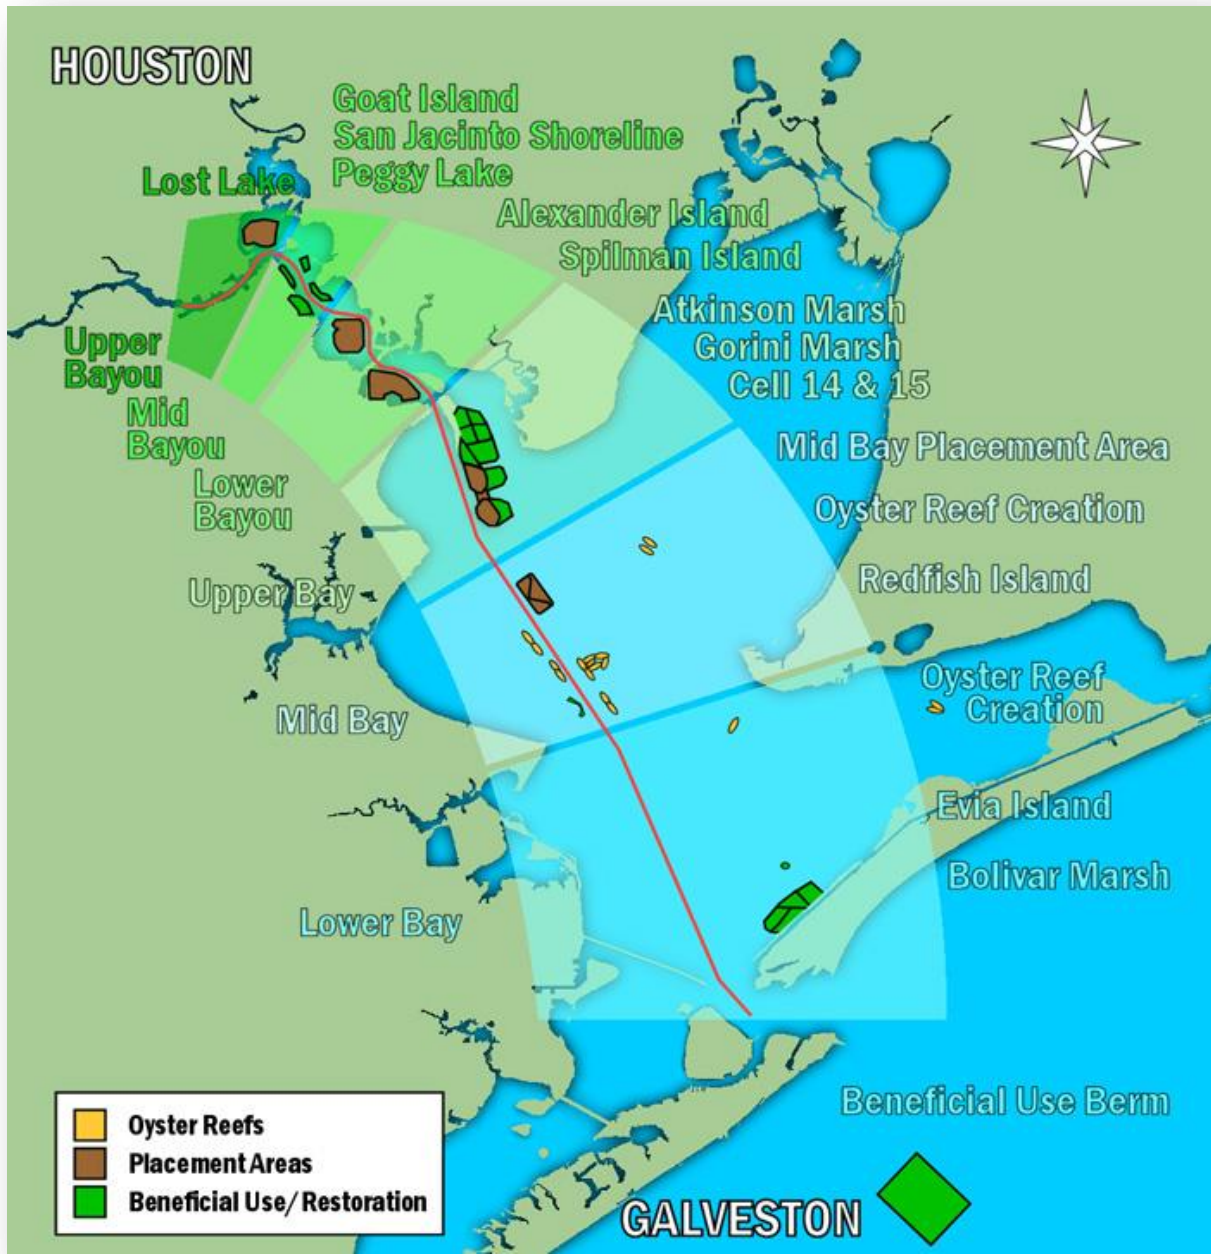 HOUSTON
Goat Island
San Jacinto Shoreline
Peggy Lake
Lost Lake
Alexander Island
Spilman Island
Atkinson Marsh
Gorini Marsh
Cell 14 & 15
Upper
Bayou
Mid
Bayou
Lower
Bayou
Mid Bay Placement Area
Oyster Reef Creation
Redfish Island
Upper Bay
Oyster Reef
Creation
Mid Bay
Evia Island
Bolivar Marsh
Lower Bay
Beneficial Use Berm
Oyster Reefs
Placement Areas
Beneficial Use/ Restoration
GALVESTON